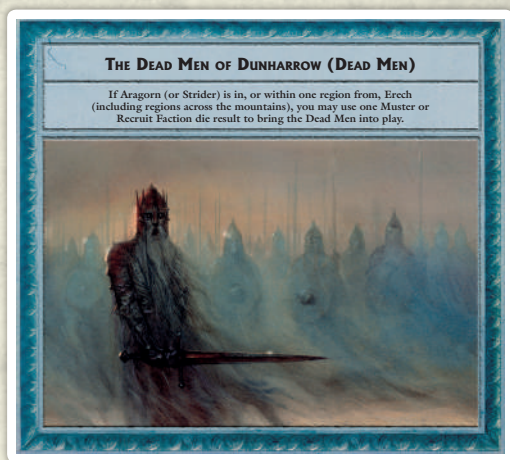 The Dead Men of Dunharrow (Dead Men)
If Aragorn (or Strider) is in, or within one region from, Erech
(including regions across the mountains), you may use one Muster or
Recruit Faction die result to bring the Dead Men into play.